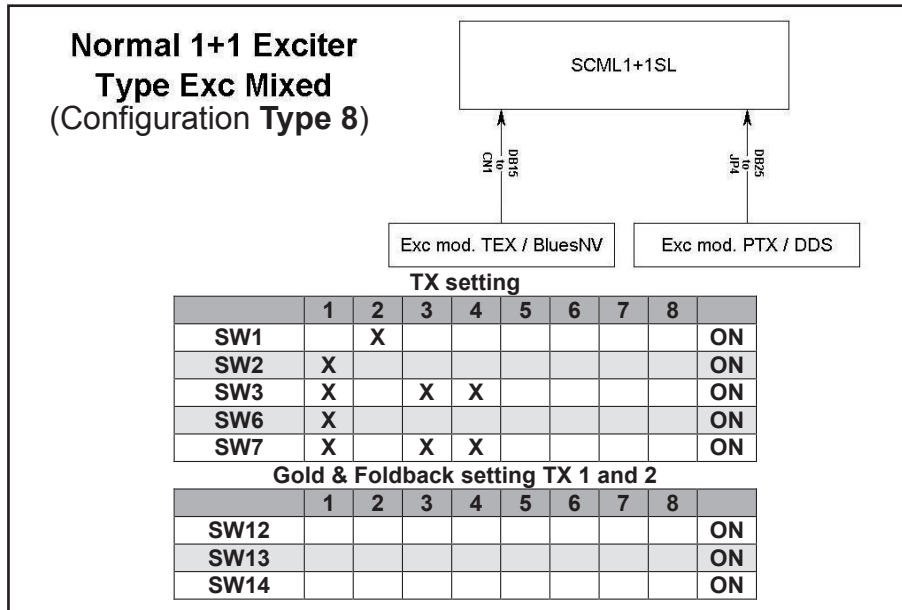 Normal 1+1 Exciter
Type Exc Mixed
(Configuration Type 8)
SCML1+1SL
DB15
to
CN1
DB25
to
JP4
Exc mod. TEX / BluesNV
Exc mod. PTX / DDS
TX setting
1 2 3 4 5 6 7 8
SW1 X ON
SW2 X ON
SW3 X X X ON
SW6 X ON
SW7 X X X ON
Gold & Foldback setting TX 1 and 2
1 2 3 4 5 6 7 8
SW12 ON
SW13 ON
SW14 ON